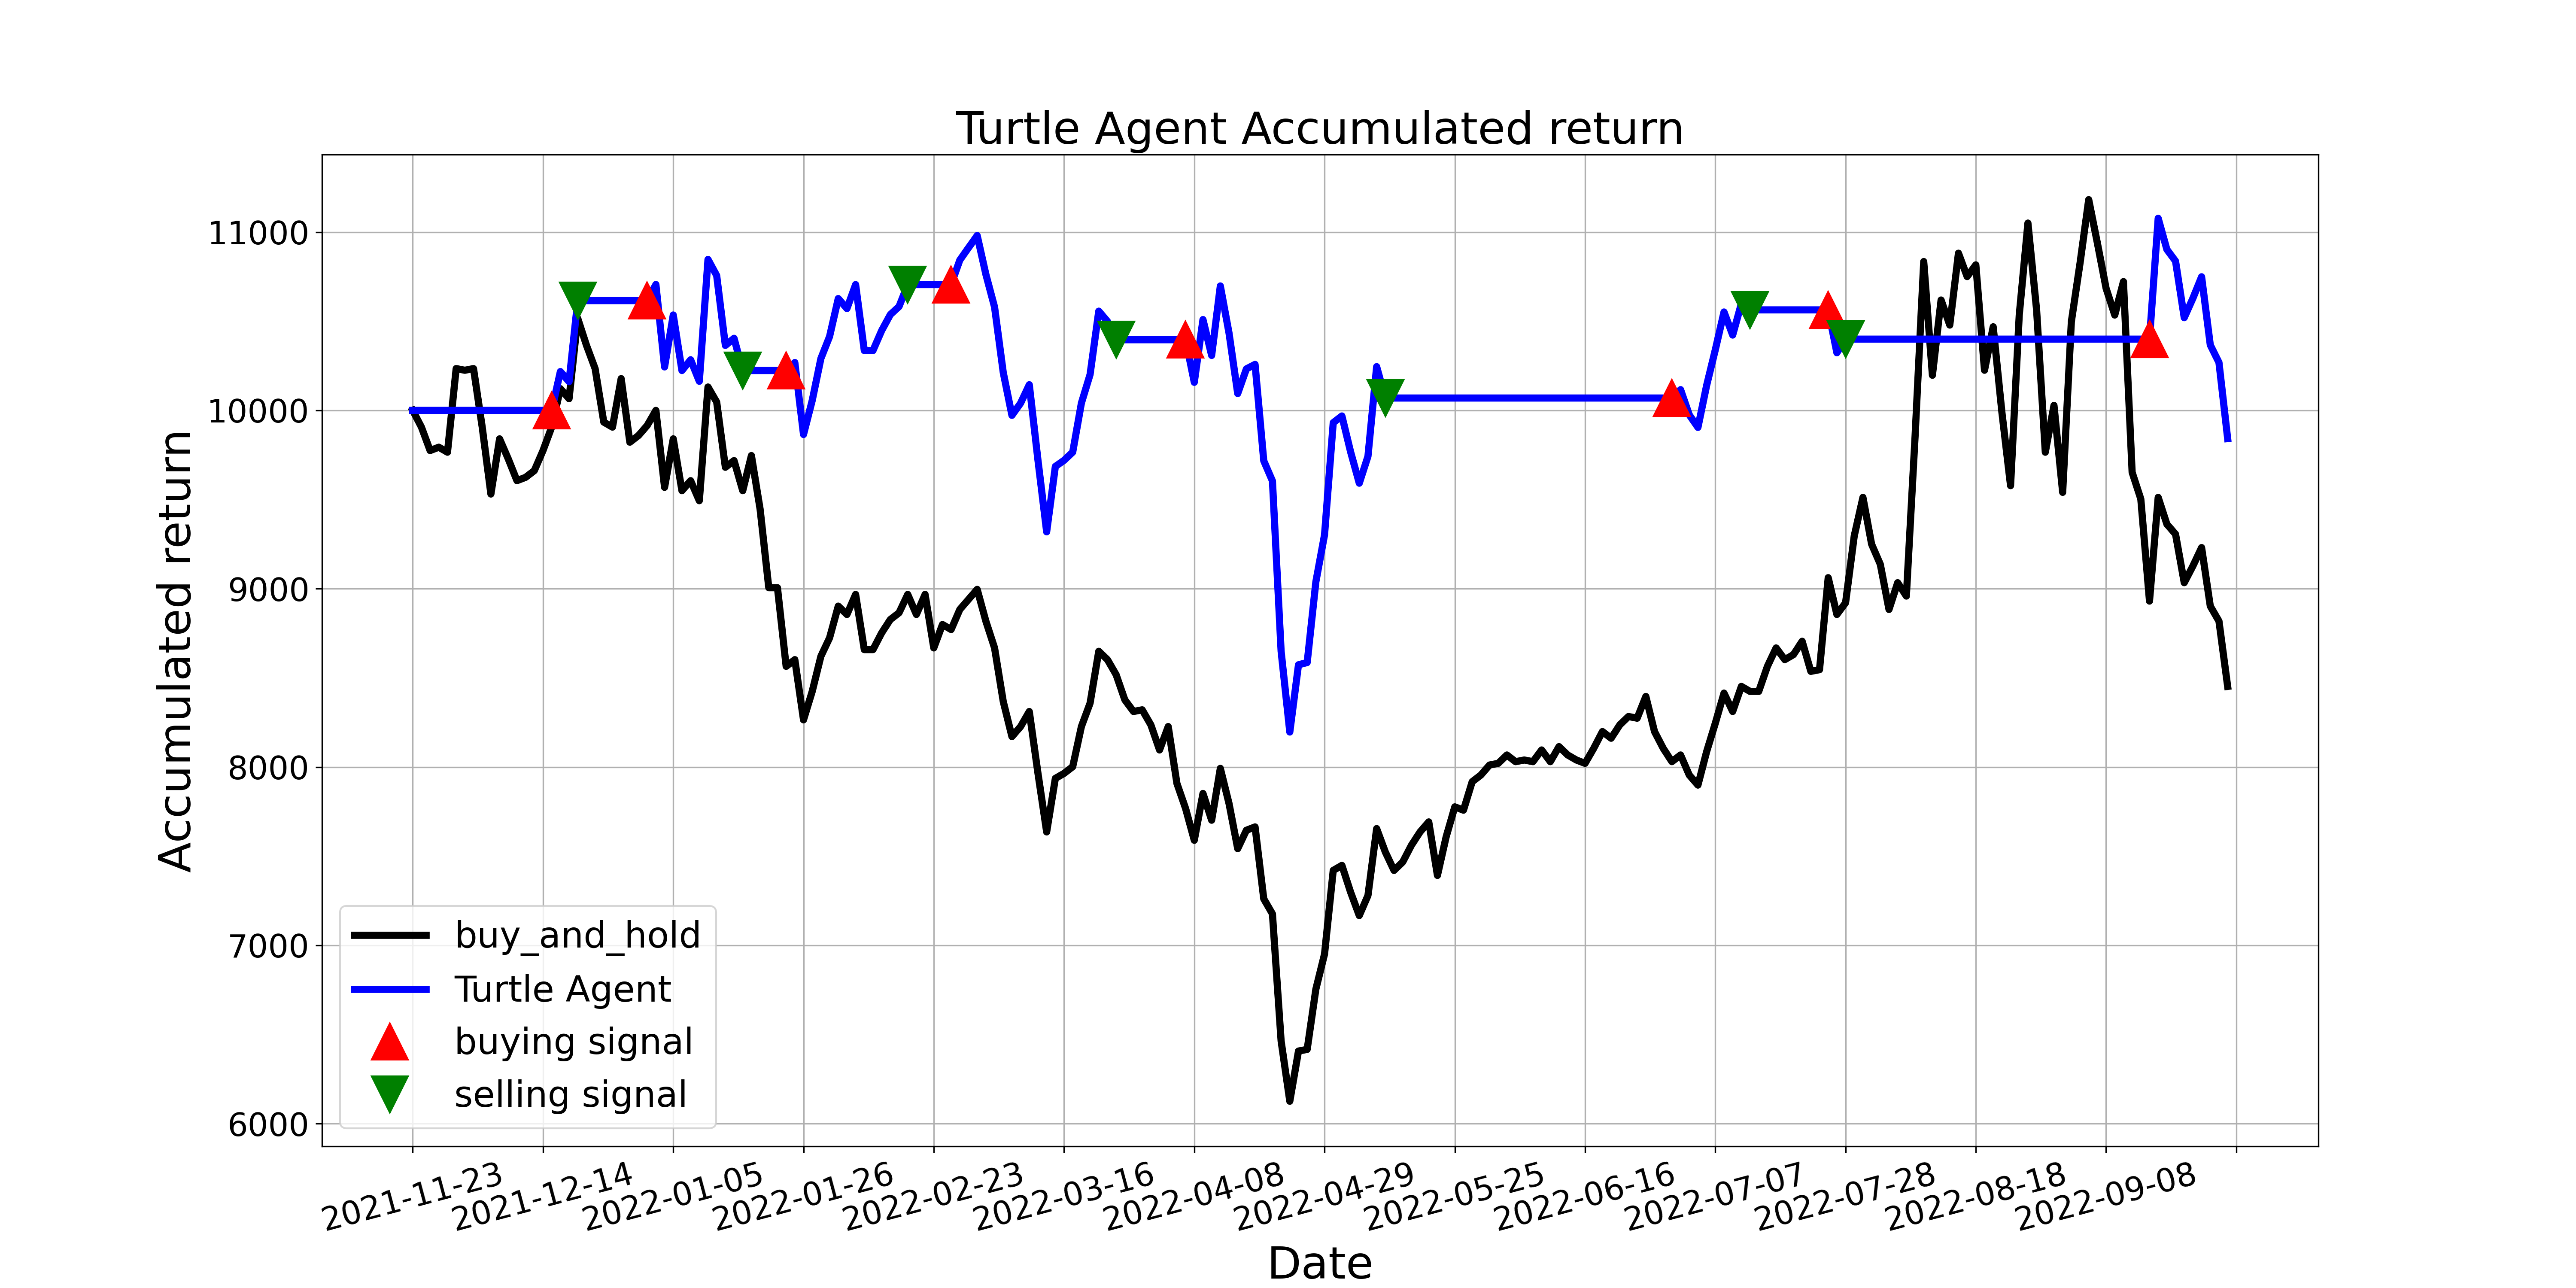 Turtle Agent Accumulated return
Accumulated return
11000
10000
9000
8000
7000
6000
buy_and_hold
Turtle Agent
buying signal
selling signal
2021-11-23
2021-12-14
2022-01-05
2022-01-26
2022-02-23
2022-03-16
2022-04-08
2022-04-29
2022-05-25
2022-06-16
2022-07-07
2022-07-28
2022-08-18
2022-09-08
Date